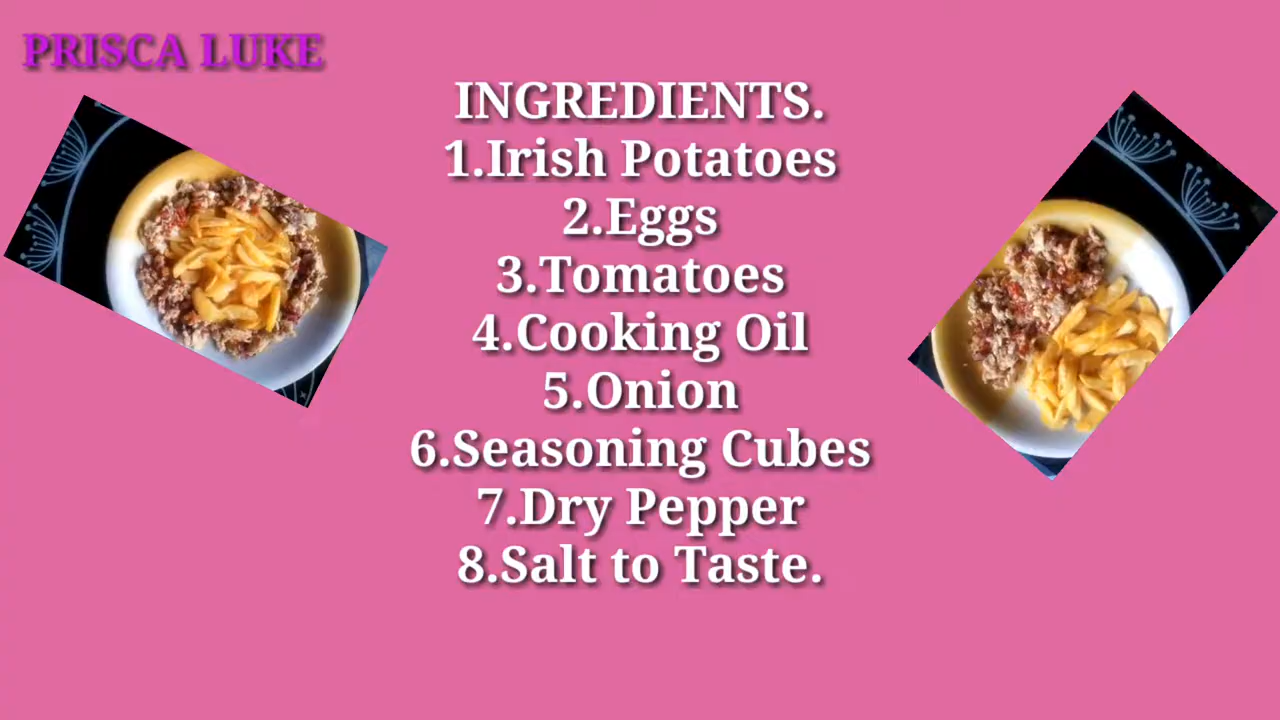 PRISCA LUKE
INGREDIENTS.
1.Irish Potatoes
2.Eggs
3.Tomatoes
4.Cooking Oil
5.Onion
6.Seasoning Cubes
7.Dry Pepper
8.Salt to Taste.